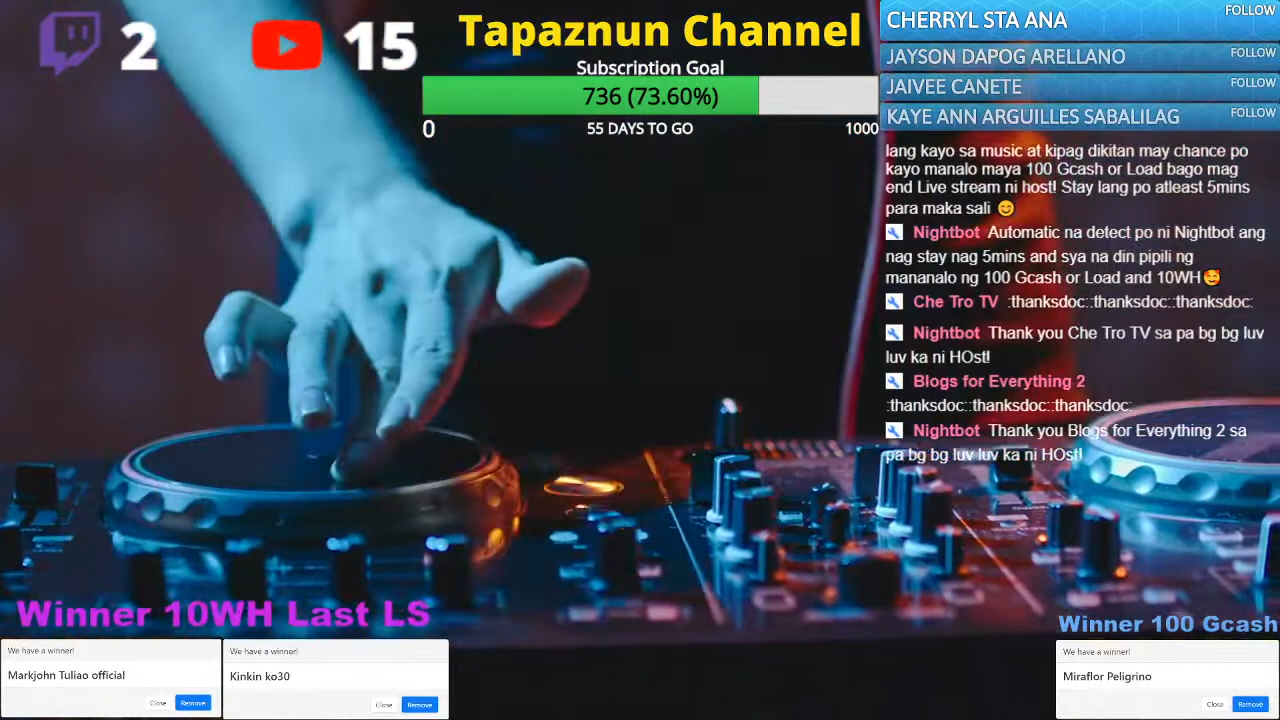 2
15
Tapaznun Channel
Subscription Goal
736 (73.60%)
0
55 DAYS TO GO
1000
CHERRYL STA ANA
FOLLOW
JAYSON DAPOG ARELLANO
FOLLOW
JAIVEE CANETE
FOLLOW
KAYE ANN ARGUILLES SABALILAG
FOLLOW
lang kayo sa music at kipag dikitan may chance po
kayo manalo maya 100 Gcash or Load bago mag
end Live stream ni host! Stay lang po atleast 5mins
para maka sali 😊
Nightbot Automatic na detect po ni Nightbot ang
nag stay nag 5mins and sya na din pipili ng
mananalo ng 100 Gcash or Load and 10WH🥰
Che Tro TV :thanksdoc::thanksdoc::thanksdoc:
Nightbot Thank you Che Tro TV sa pa bg bg luv
luv ka ni HOst!
Blogs for Everything 2
:thanksdoc::thanksdoc::thanksdoc:
Nightbot Thank you Blogs for Everything 2 sa
pa bg bg luv luv ka ni HOst!
Winner 10WH Last LS
We have a winner!
Markjohn Tuliao official
Close Remove
We have a winner!
Kinkin ko30
Close Remove
Winner 100 Gcash
We have a winner!
Miraflor Peligrino
Close Remove